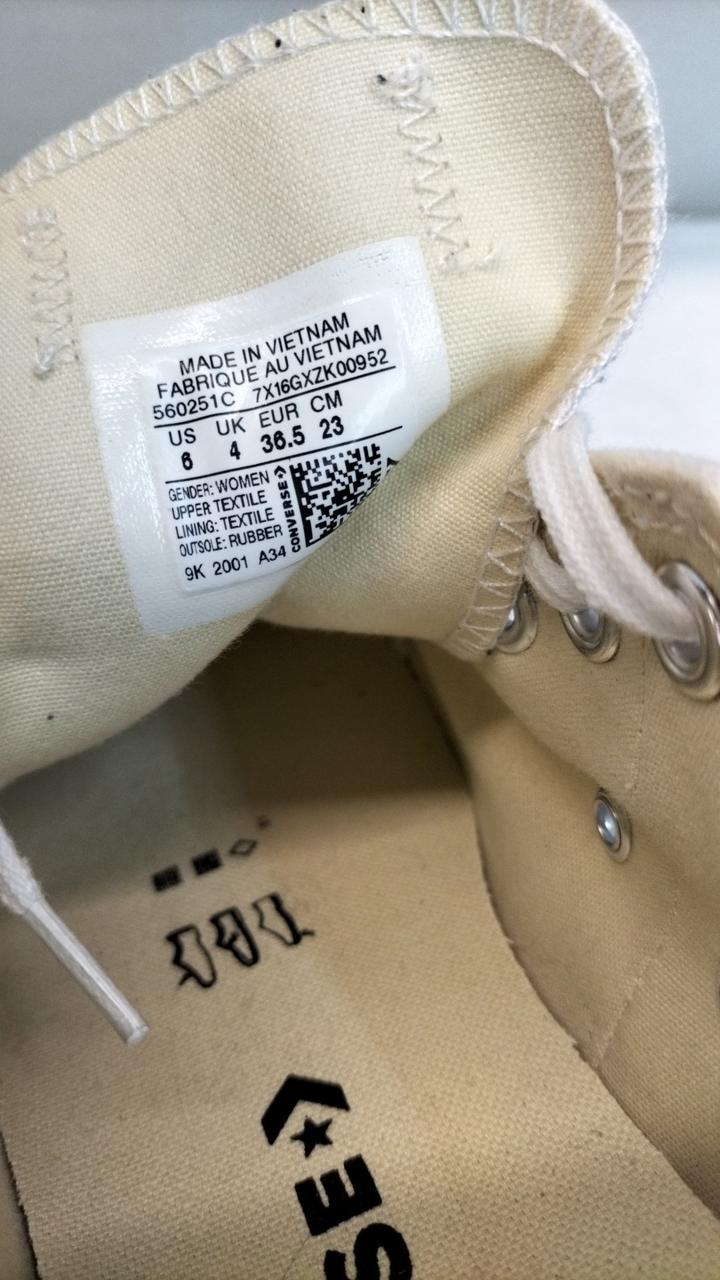 MADE IN VIETNAM
FABRIQUE AU VIETNAM
560251C 7X16GXZK00952
US UK EUR CM
6 4 36.5 23
GENDER: WOMEN
UPPER TEXTILE
LINING: TEXTILE
OUTSOLE: RUBBER
CONVERSE
9K 2001 A34
SE